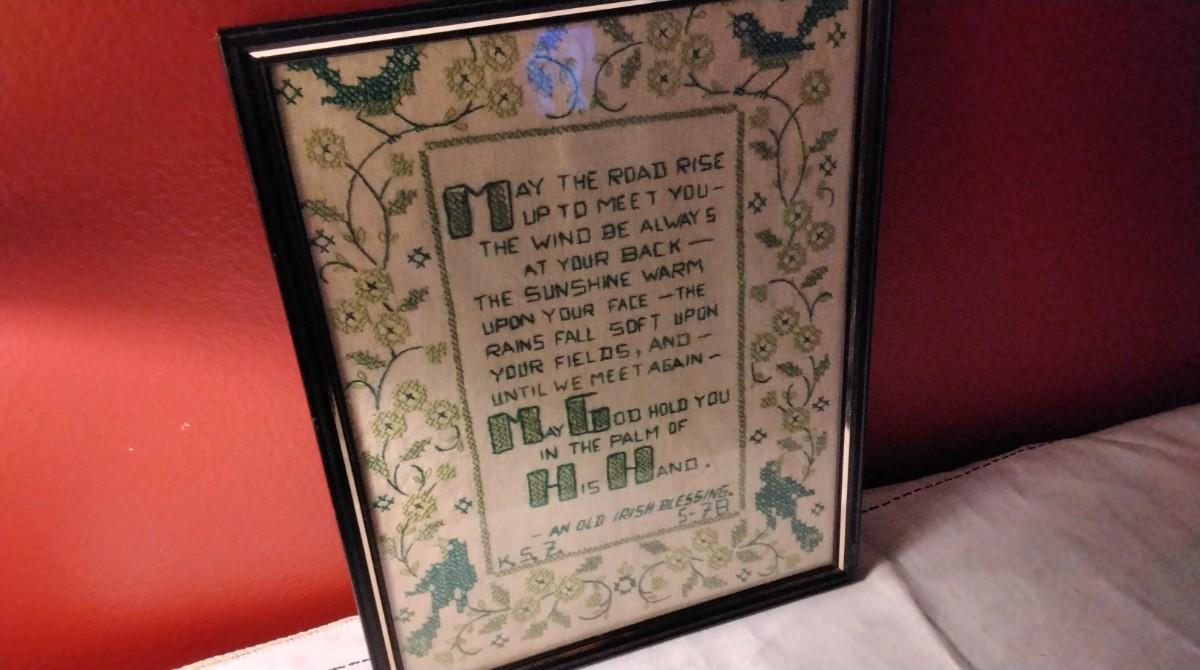 MAY THE ROAD RISE
UP TO MEET YOU-
THE WIND BE ALWAYS
AT YOUR BACK —
THE SUNSHINE WARM
UPON YOUR FACE —THE
RAINS FALL SOFT UPON
YOUR FIELDS, AND —
UNTIL WE MEET AGAIN —
MAY GOD HOLD YOU
IN THE PALM OF
HIS HAND.
- AN OLD IRISH BLESSING.
5-78
K.S.Z.